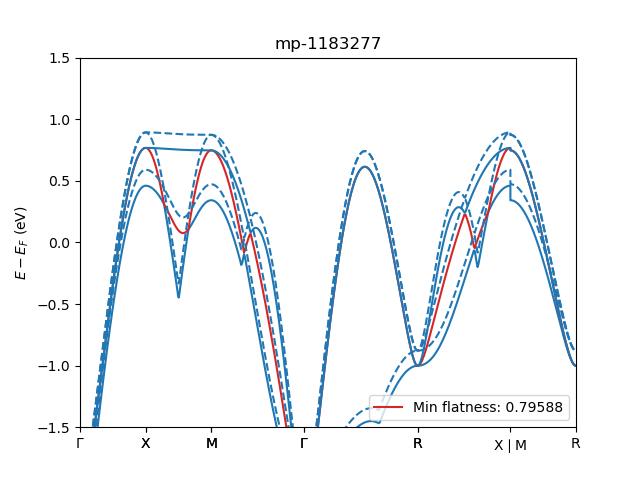 mp-1183277
1.5
1.0
0.5
0.0
−0.5
−1.0
−1.5
E − E_F (eV)
Min flatness: 0.79588
Γ X M Γ R X | M R